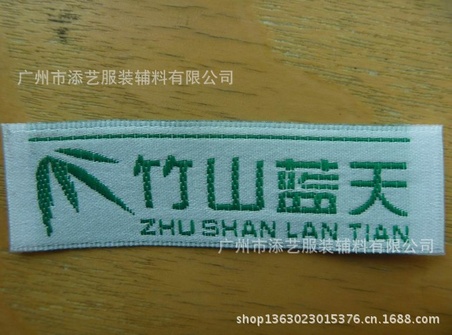 广州市添艺服装辅料有限公司
竹山蓝天
ZHU SHAN LAN TIAN
广州市添艺服装辅料有限公司
shop1363023015376.cn.1688.com